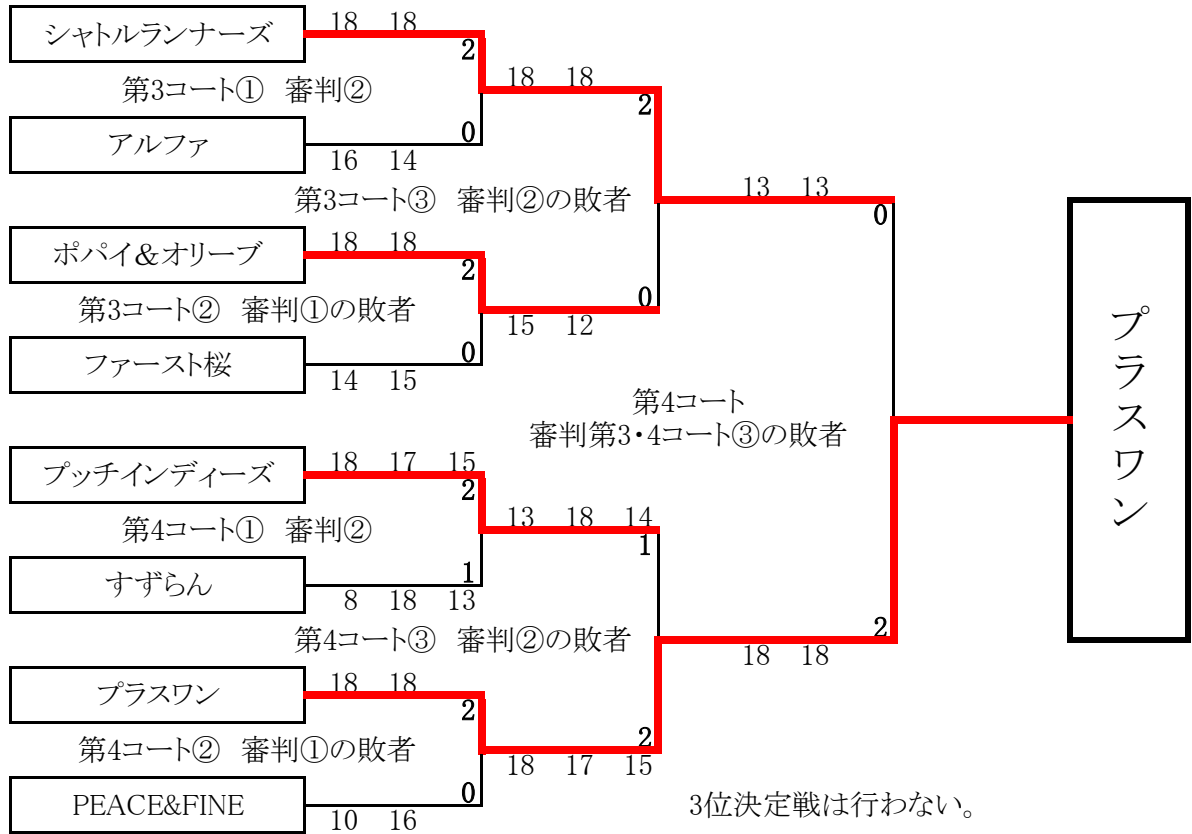 シャトルランナーズ
18 18
2
第3コート① 審判②
アルファ
0
16 14
18 18
2
第3コート③ 審判②の敗者
ポパイ&オリーブ
18 18
2
第3コート② 審判①の敗者
ファースト桜
0
14 15
0
15 12
13 13
0
第4コート
審判第3・4コート③の敗者
プッチインディーズ
18 17 15
2
第4コート① 審判②
すずらん
1
8 18 13
13 18 14
1
第4コート③ 審判②の敗者
プラスワン
18 18
2
第4コート② 審判①の敗者
PEACE&FINE
0
10 16
2
18 17 15
2
18 18
プラスワン
3位決定戦は行わない。